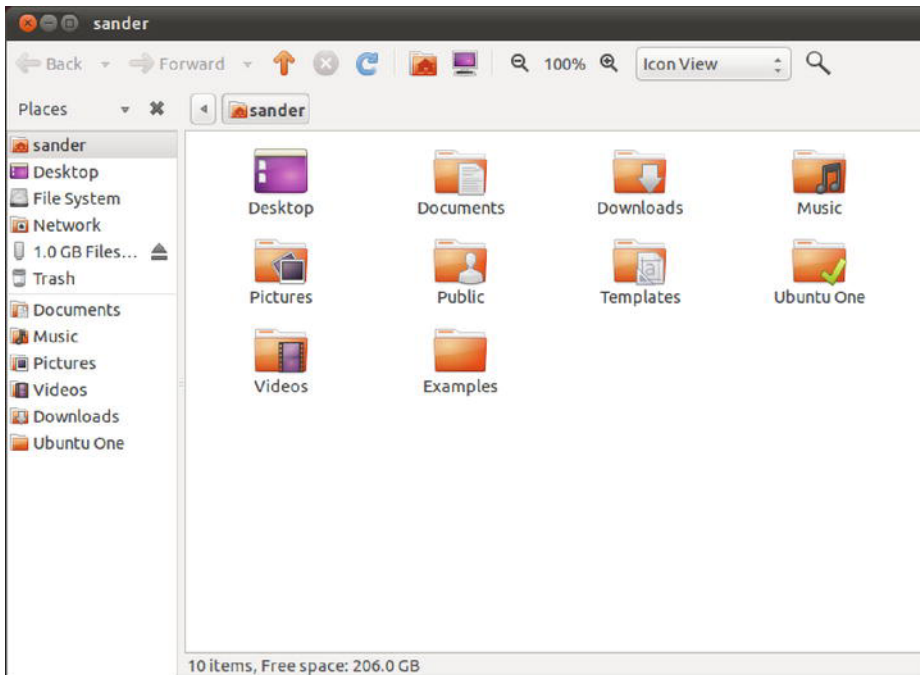 sander
Back Forward 100% Icon View
Places
sander
sander
Desktop
File System
Network
1.0 GB Files...
Trash
Documents
Music
Pictures
Videos
Downloads
Ubuntu One
Desktop Documents Downloads Music
Pictures Public Templates Ubuntu One
Videos Examples
10 items, Free space: 206.0 GB